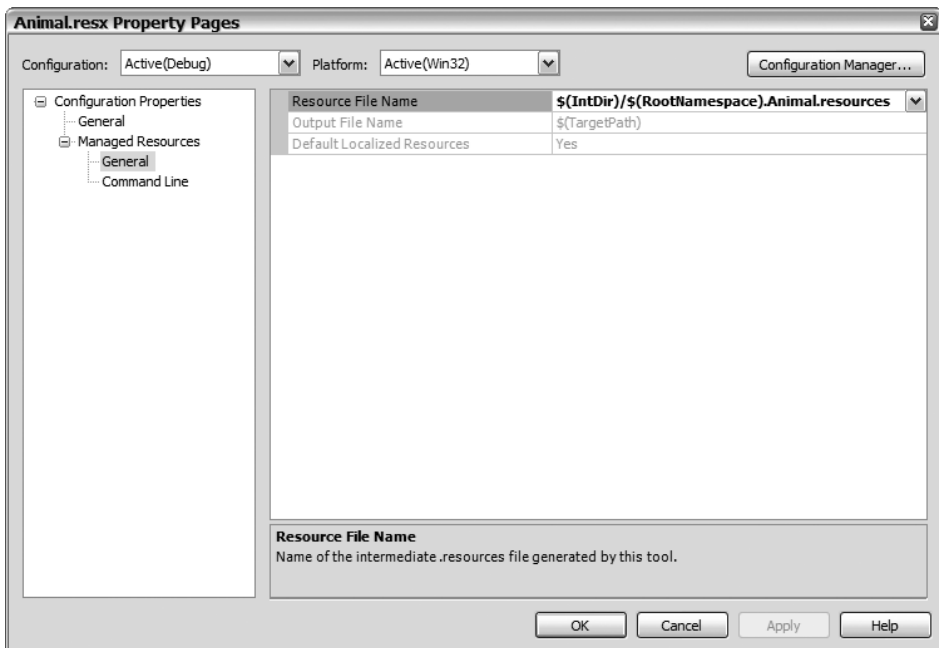 Animal.resx Property Pages
Configuration: Active(Debug) Platform: Active(Win32) Configuration Manager...
Configuration Properties
General
Managed Resources
General
Command Line
Resource File Name $(IntDir)/$(RootNamespace).Animal.resources
Output File Name $(TargetPath)
Default Localized Resources Yes
Resource File Name
Name of the intermediate .resources file generated by this tool.
OK Cancel Apply Help